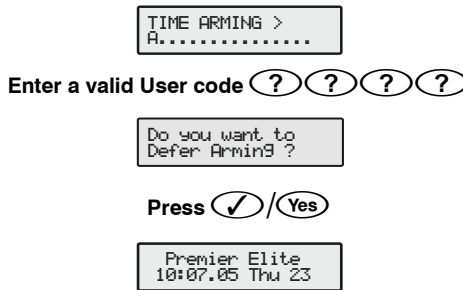 TIME ARMING >
A...............
Enter a valid User code ? ? ? ?
Do you want to
Defer Arming ?
Press ✓/Yes
Premier Elite
10:07.05 Thu 23